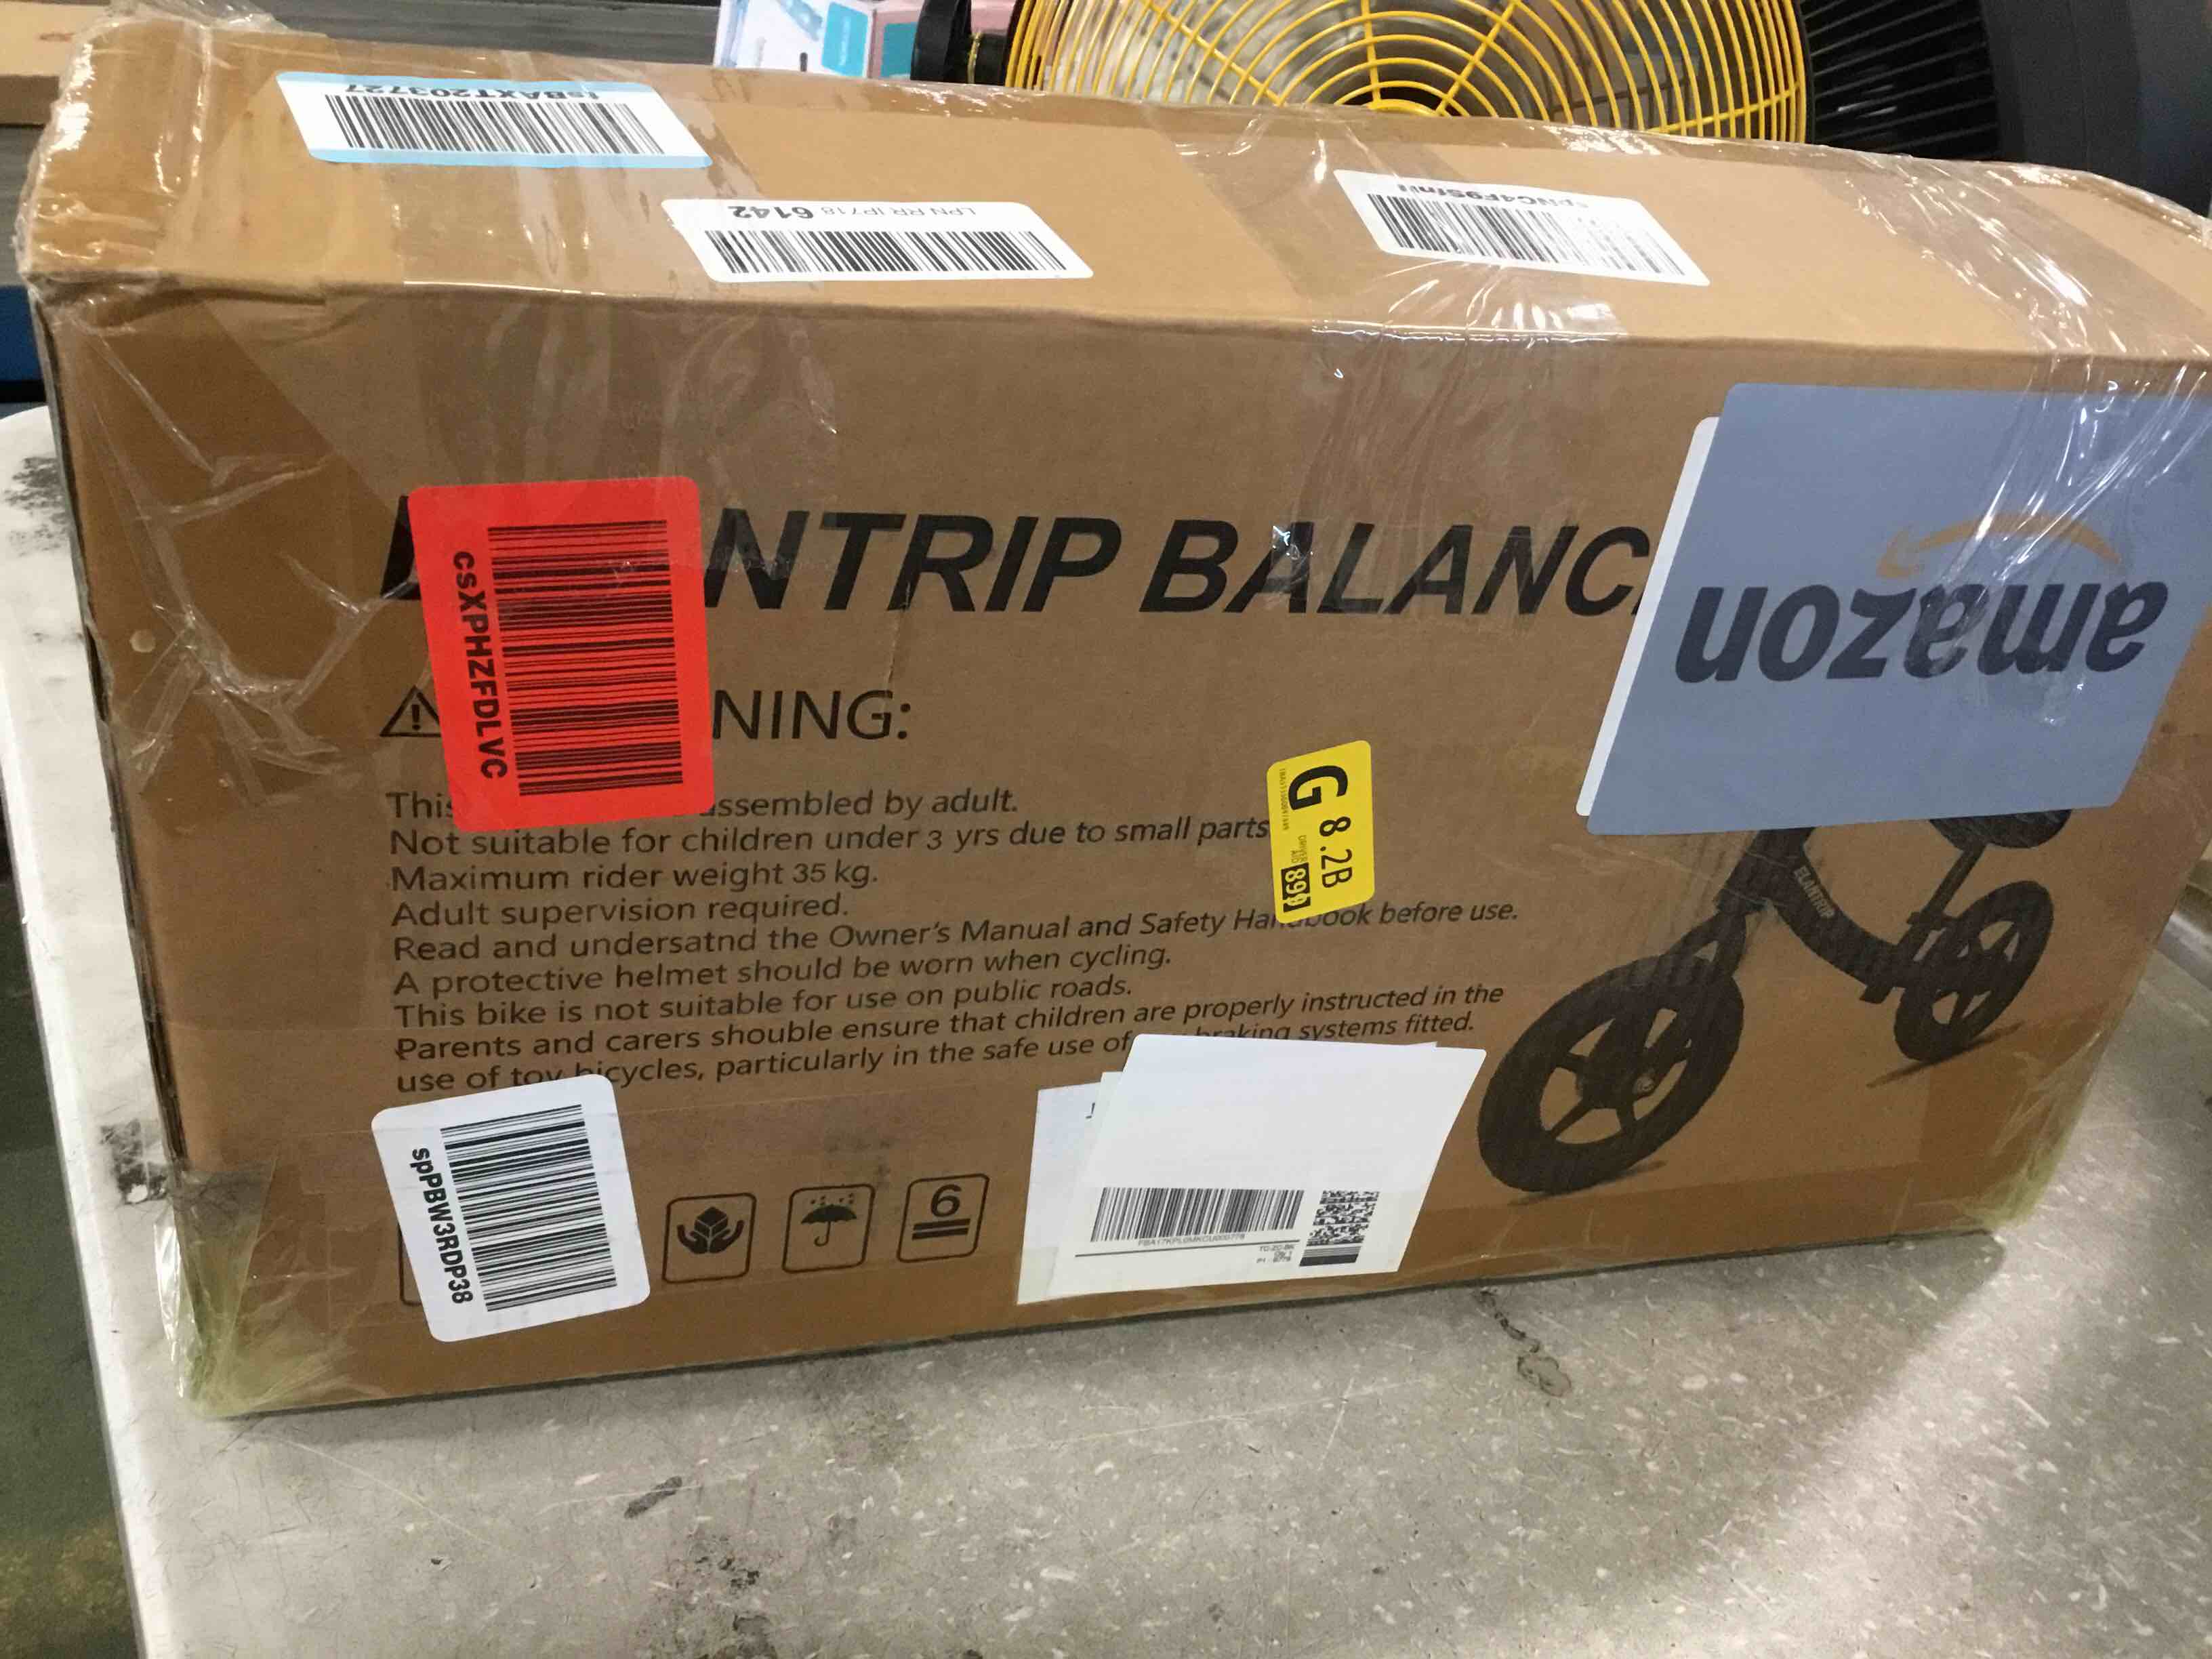 tsBAXT203727
LPN RR IP718 6142
spNC4F9SfnU
NTRIP BALANC
amazon
csXPHZFDLVC
NING:
This assembled by adult.
Not suitable for children under 3 yrs due to small parts
Maximum rider weight 35 kg.
Adult supervision required.
Read and undersatnd the Owner's Manual and Safety Handbook before use.
A protective helmet should be worn when cycling.
This bike is not suitable for use on public roads.
Parents and carers shouble ensure that children are properly instructed in the
use of toy bicycles, particularly in the safe use of braking systems fitted.
G 8.2B
899
ELANTRIP
spPBW3RDP38
6